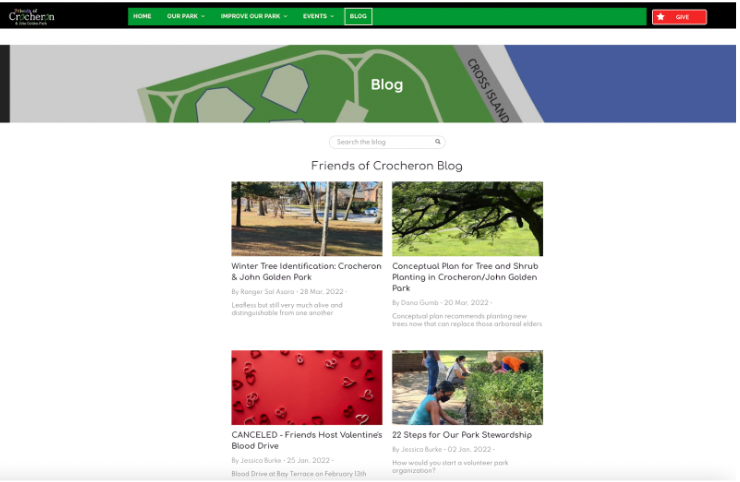 Friends of
Crocheron
& John Golden Park
HOME OUR PARK IMPROVE OUR PARK EVENTS BLOG
GIVE
Blog
CROSS ISLAND
Search the blog
Friends of Crocheron Blog
Winter Tree Identification: Crocheron
& John Golden Park
By Ranger Sal Asaro - 28 Mar, 2022 -
Leafless but still very much alive and
distinguishable from one another
Conceptual Plan for Tree and Shrub
Planting in Crocheron/John Golden
Park
By Dana Gumb - 20 Mar, 2022 -
Conceptual plan recommends planting new
trees now that can replace those arboreal elders
CANCELED - Friends Host Valentine's
Blood Drive
By Jessica Burke - 25 Jan, 2022 -
Blood Drive at Bay Terrace on February 13th
22 Steps for Our Park Stewardship
By Jessica Burke - 02 Jan, 2022 -
How would you start a volunteer park
organization?